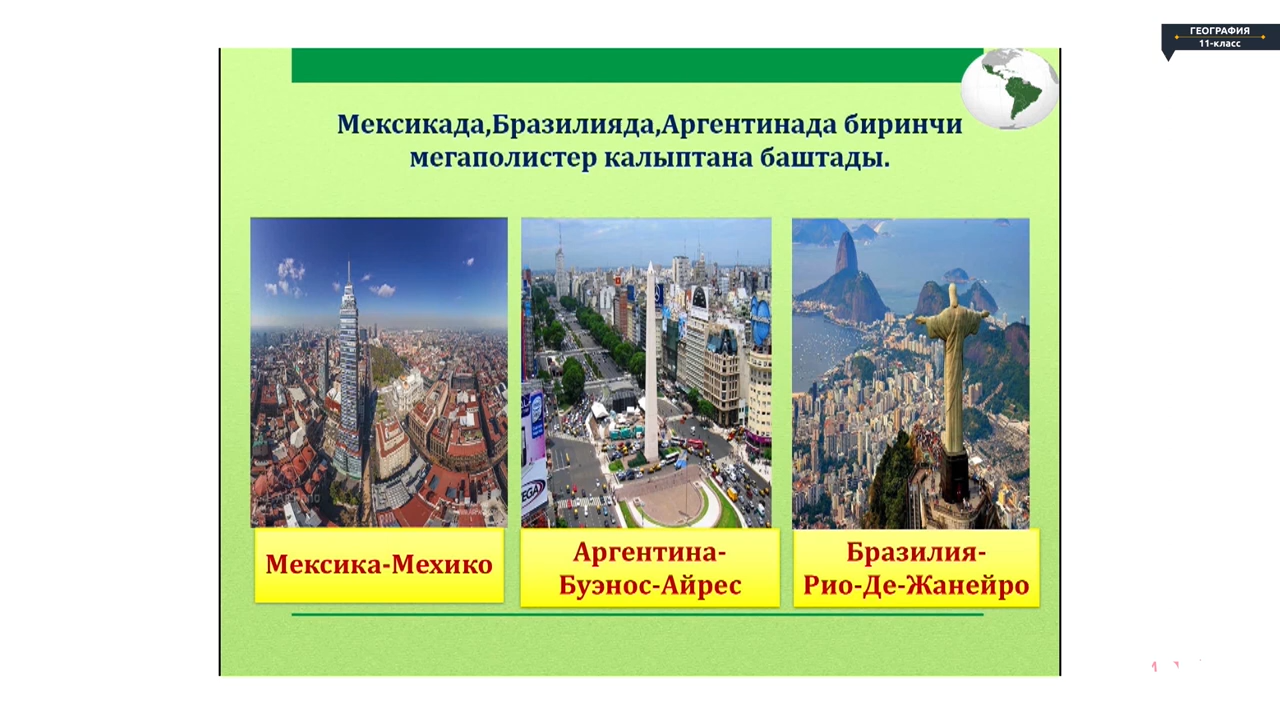 ГЕОГРАФИЯ
11-класс
Мексикада,Бразилияда,Аргентинада биринчи
мегаполистер калыптана баштады.
Мексика-Мехико
Аргентина-
Буэнос-Айрес
Бразилия-
Рио-Де-Жанейро